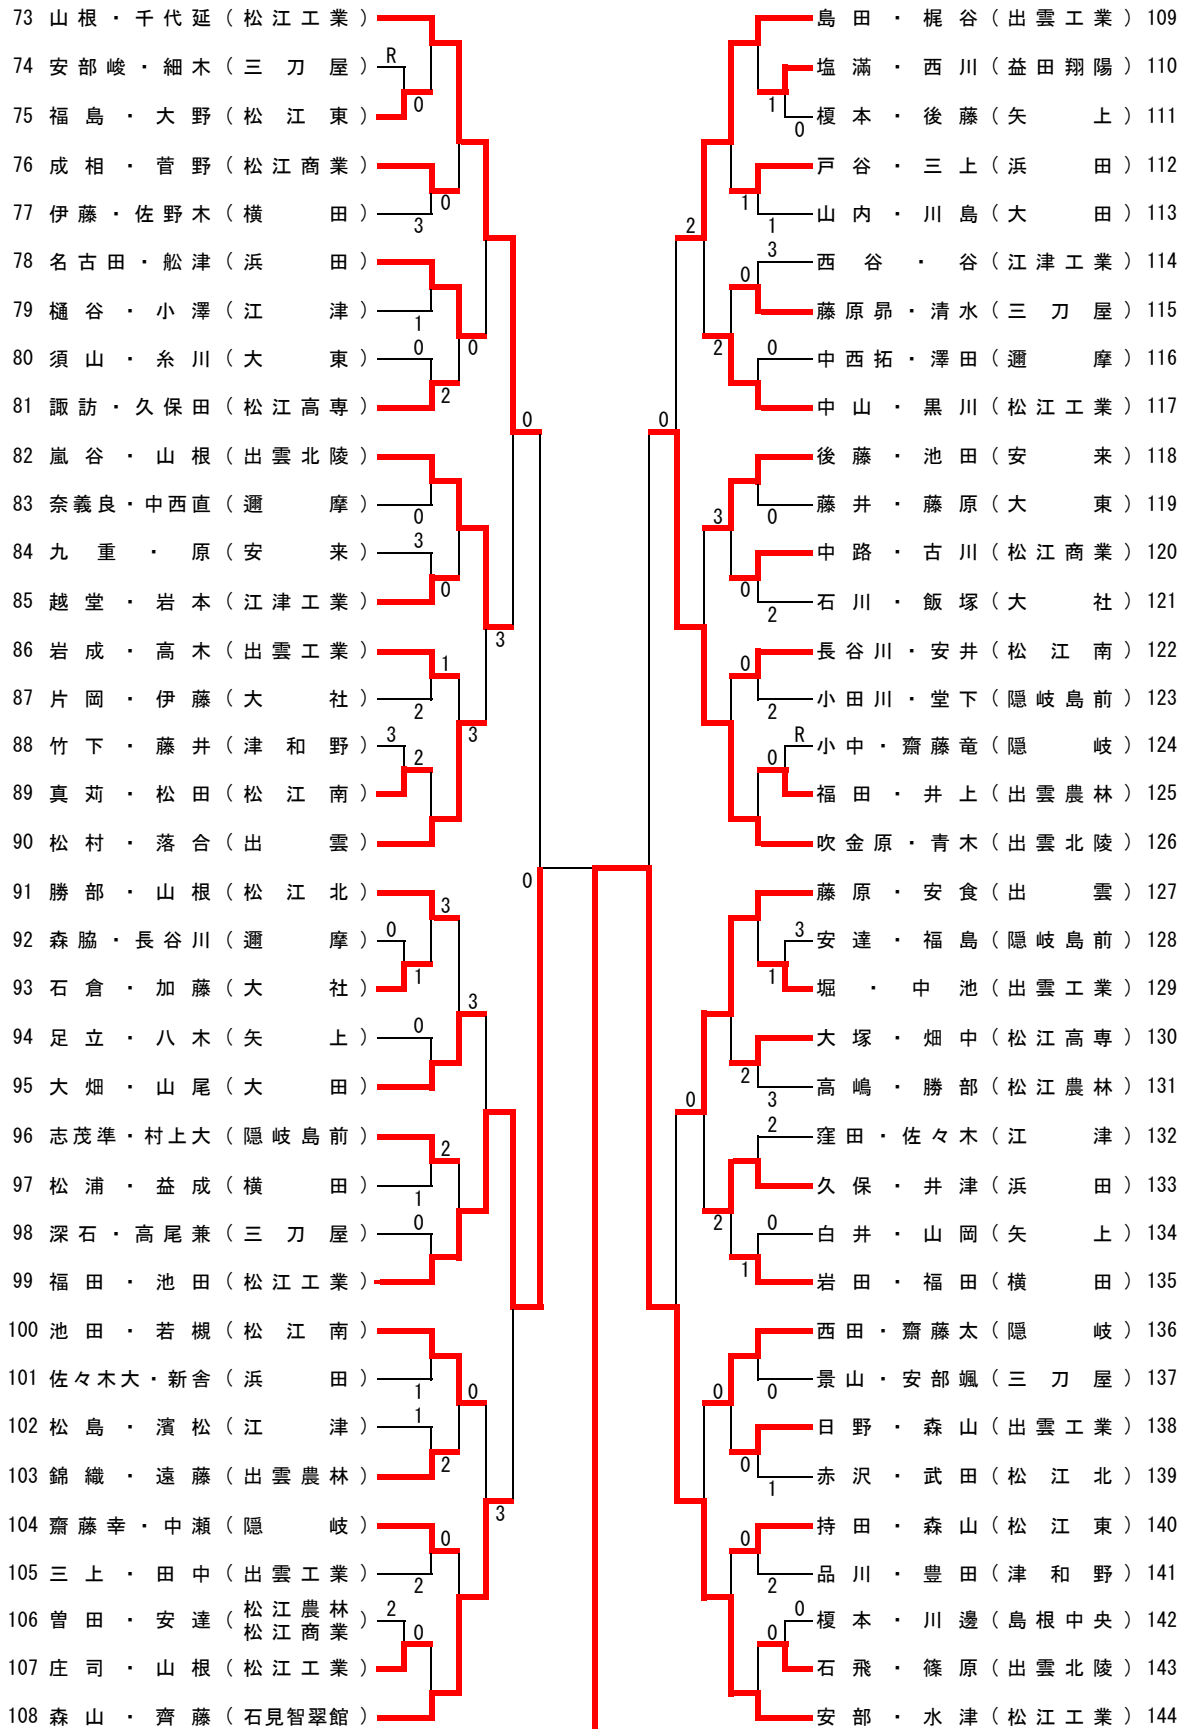 73 山根・千代延（松江工業）
74 安部峻・細木（三刀屋） R
0
75 福島・大野（松江東）
76 成相・菅野（松江商業）
0
77 伊藤・佐野木（横田） 3
78 名古田・舩津（浜田）
79 樋谷・小澤（江津） 1
0
80 須山・糸川（大東） 0
2
81 諏訪・久保田（松江高専）
0
82 嵐谷・山根（出雲北陵）
83 奈義良・中西直（邇摩） 0
84 九重・原（安来） 3
0
85 越堂・岩本（江津工業）
3
86 岩成・高木（出雲工業）
1
87 片岡・伊藤（大社） 2
3
88 竹下・藤井（津和野） 3
2
89 真苅・松田（松江南）
90 松村・落合（出雲）
0
91 勝部・山根（松江北）
3
92 森脇・長谷川（邇摩） 0
1
93 石倉・加藤（大社）
3
94 足立・八木（矢上） 0
95 大畑・山尾（大田）
96 志茂準・村上大（隠岐島前）
2
97 松浦・益成（横田） 1
98 深石・高尾兼（三刀屋） 0
99 福田・池田（松江工業）
100 池田・若槻（松江南）
101 佐々木大・新舎（浜田） 1
0
102 松島・濱松（江津） 1
2
103 錦織・遠藤（出雲農林）
3
104 齋藤幸・中瀬（隠岐）
0
105 三上・田中（出雲工業） 2
106 曽田・安達（松江農林
松江商業） 2
0
107 庄司・山根（松江工業）
108 森山・齊藤（石見智翠館）
島田・梶谷（出雲工業） 109
塩満・西川（益田翔陽） 110
1
0 榎本・後藤（矢上） 111
戸谷・三上（浜田） 112
1
1 山内・川島（大田） 113
2
3 西谷・谷（江津工業） 114
0
藤原昴・清水（三刀屋） 115
2
0 中西拓・澤田（邇摩） 116
中山・黒川（松江工業） 117
0
後藤・池田（安来） 118
0 藤井・藤原（大東） 119
3
中路・古川（松江商業） 120
0
2 石川・飯塚（大社） 121
長谷川・安井（松江南） 122
0
2 小田川・堂下（隠岐島前） 123
R 小中・齋藤竜（隠岐） 124
0
福田・井上（出雲農林） 125
吹金原・青木（出雲北陵） 126
藤原・安食（出雲） 127
3 安達・福島（隠岐島前） 128
1
堀・中池（出雲工業） 129
大塚・畑中（松江高専） 130
2
3 高嶋・勝部（松江農林） 131
0
2 窪田・佐々木（江津） 132
久保・井津（浜田） 133
2
0 白井・山岡（矢上） 134
1
岩田・福田（横田） 135
西田・齋藤太（隠岐） 136
0 景山・安部颯（三刀屋） 137
0
日野・森山（出雲工業） 138
0
1 赤沢・武田（松江北） 139
持田・森山（松江東） 140
0
2 品川・豊田（津和野） 141
0 榎本・川邊（島根中央） 142
0
石飛・篠原（出雲北陵） 143
安部・水津（松江工業） 144